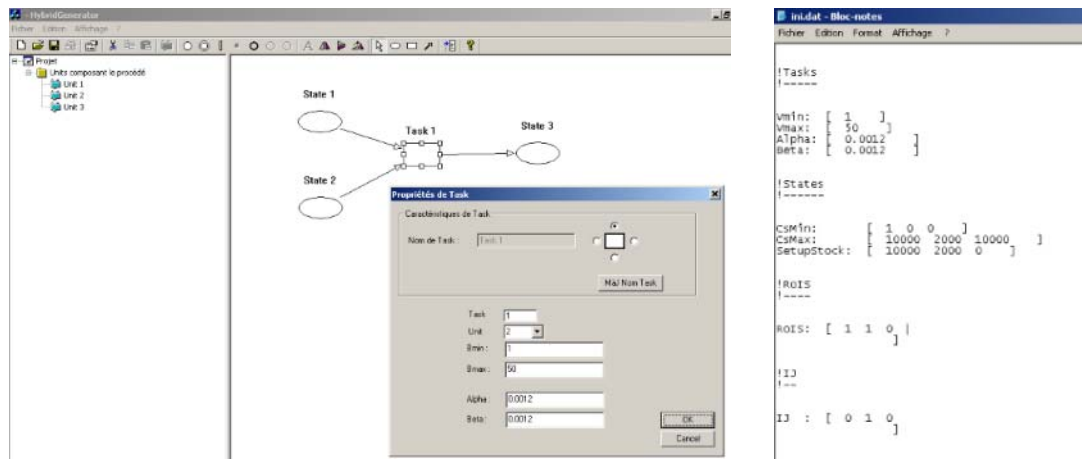 - HybridGenerator
Fichier Edition Affichage ?
Projet
Units composant le procédé
Unit 1
Unit 2
Unit 3
State 1
Task 1
State 3
State 2
Propriétés de Task
Caractéristiques de Task
Nom de Task : Task 1
MàJ Nom Task
Task 1
Unit 2
Bmin : 1
Bmax : 50
Alpha : 0.0012
Beta : 0.0012
OK
Cancel
ini.dat - Bloc-notes
Fichier Edition Format Affichage ?
!Tasks
!-----
Vmin: [ 1 ]
Vmax: [ 50 ]
Alpha: [ 0.0012 ]
Beta: [ 0.0012 ]
!States
!------
CsMin: [ 1 0 0 ]
CsMax: [ 10000 2000 10000 ]
SetupStock: [ 10000 2000 0 ]
!RoIS
!----
RoIS: [ 1 1 0
]
!IJ
!--
IJ : [ 0 1 0
]